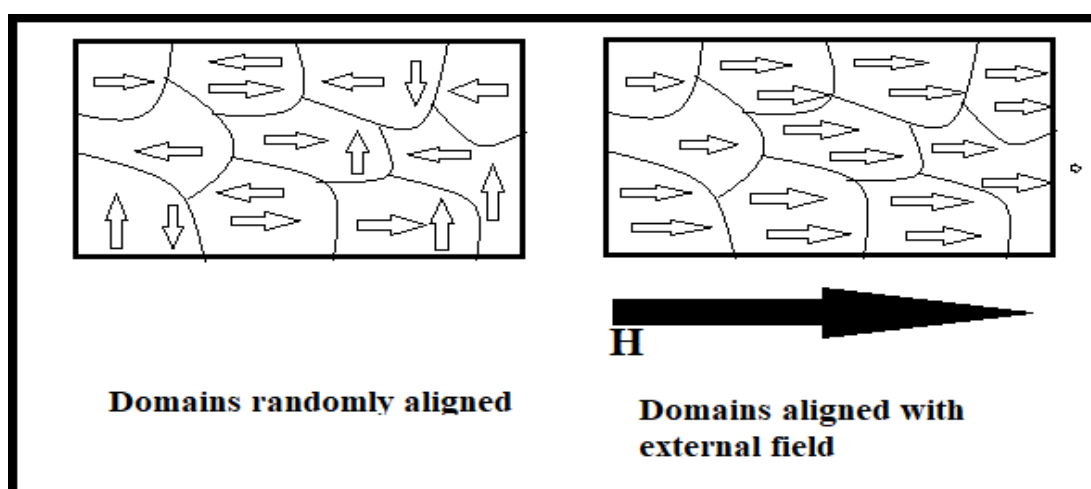 H
Domains randomly aligned
Domains aligned with
external field